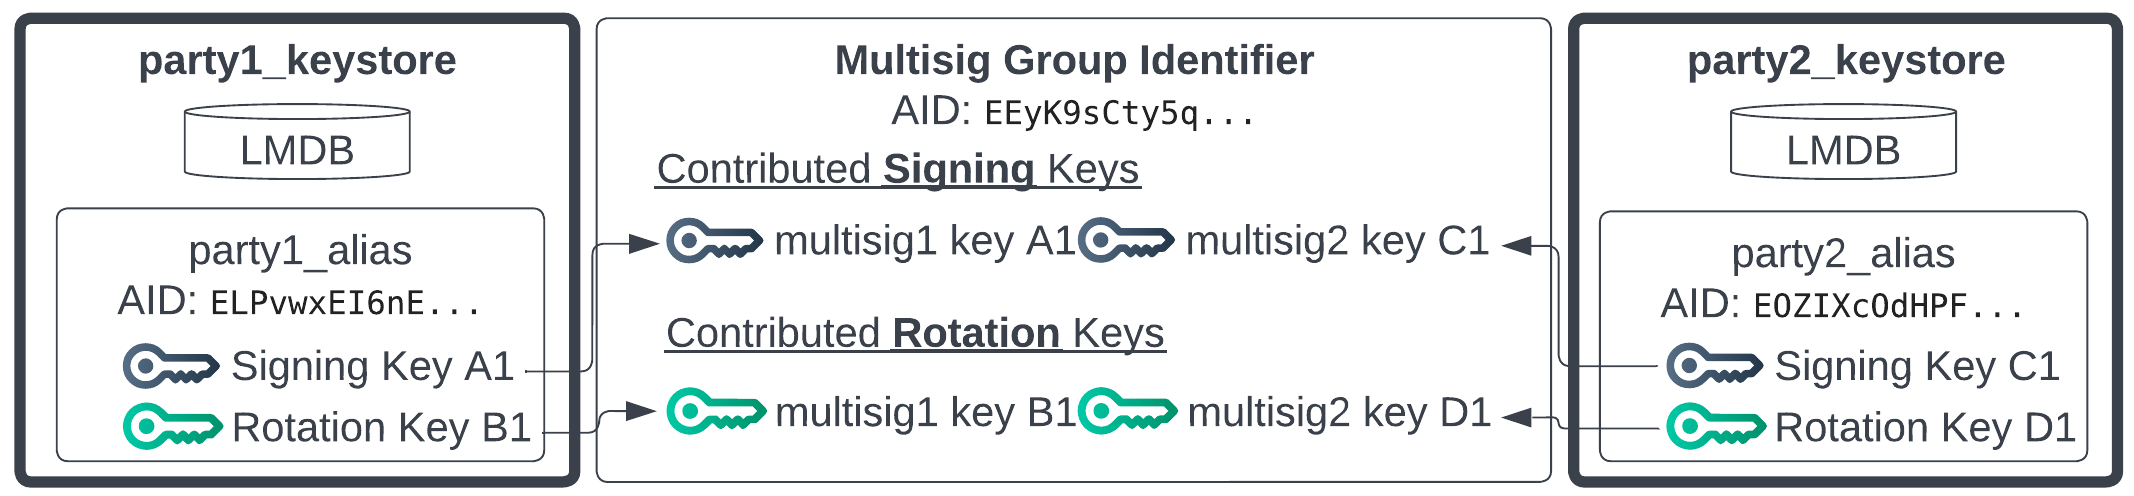 party1_keystore
LMDB
party1_alias
AID: ELPvwxEI6nE...
Signing Key A1
Rotation Key B1
Multisig Group Identifier
AID: EEyK9sCty5q...
Contributed Signing Keys
multisig1 key A1 multisig2 key C1
Contributed Rotation Keys
multisig1 key B1 multisig2 key D1
party2_keystore
LMDB
party2_alias
AID: EOZIXcOdHPF...
Signing Key C1
Rotation Key D1